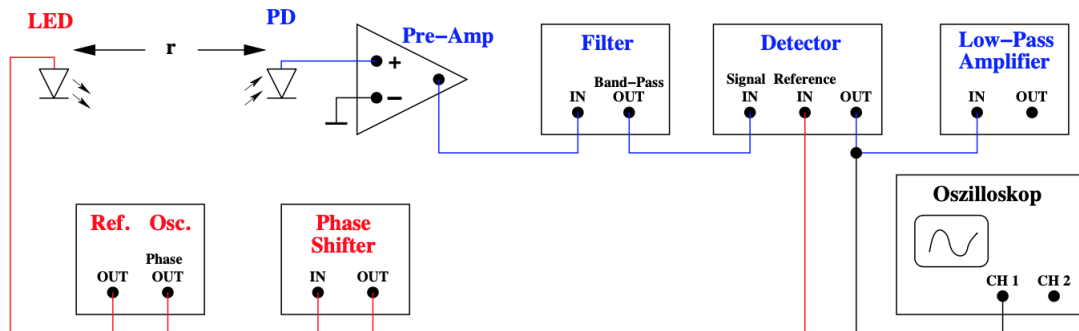 LED
PD
r
Pre−Amp
+
−
Filter
Band−Pass
IN
OUT
Detector
Signal Reference
IN
IN
OUT
Low−Pass
Amplifier
IN
OUT
Ref. Osc.
Phase
OUT
OUT
Phase
Shifter
IN
OUT
Oszilloskop
CH 1
CH 2